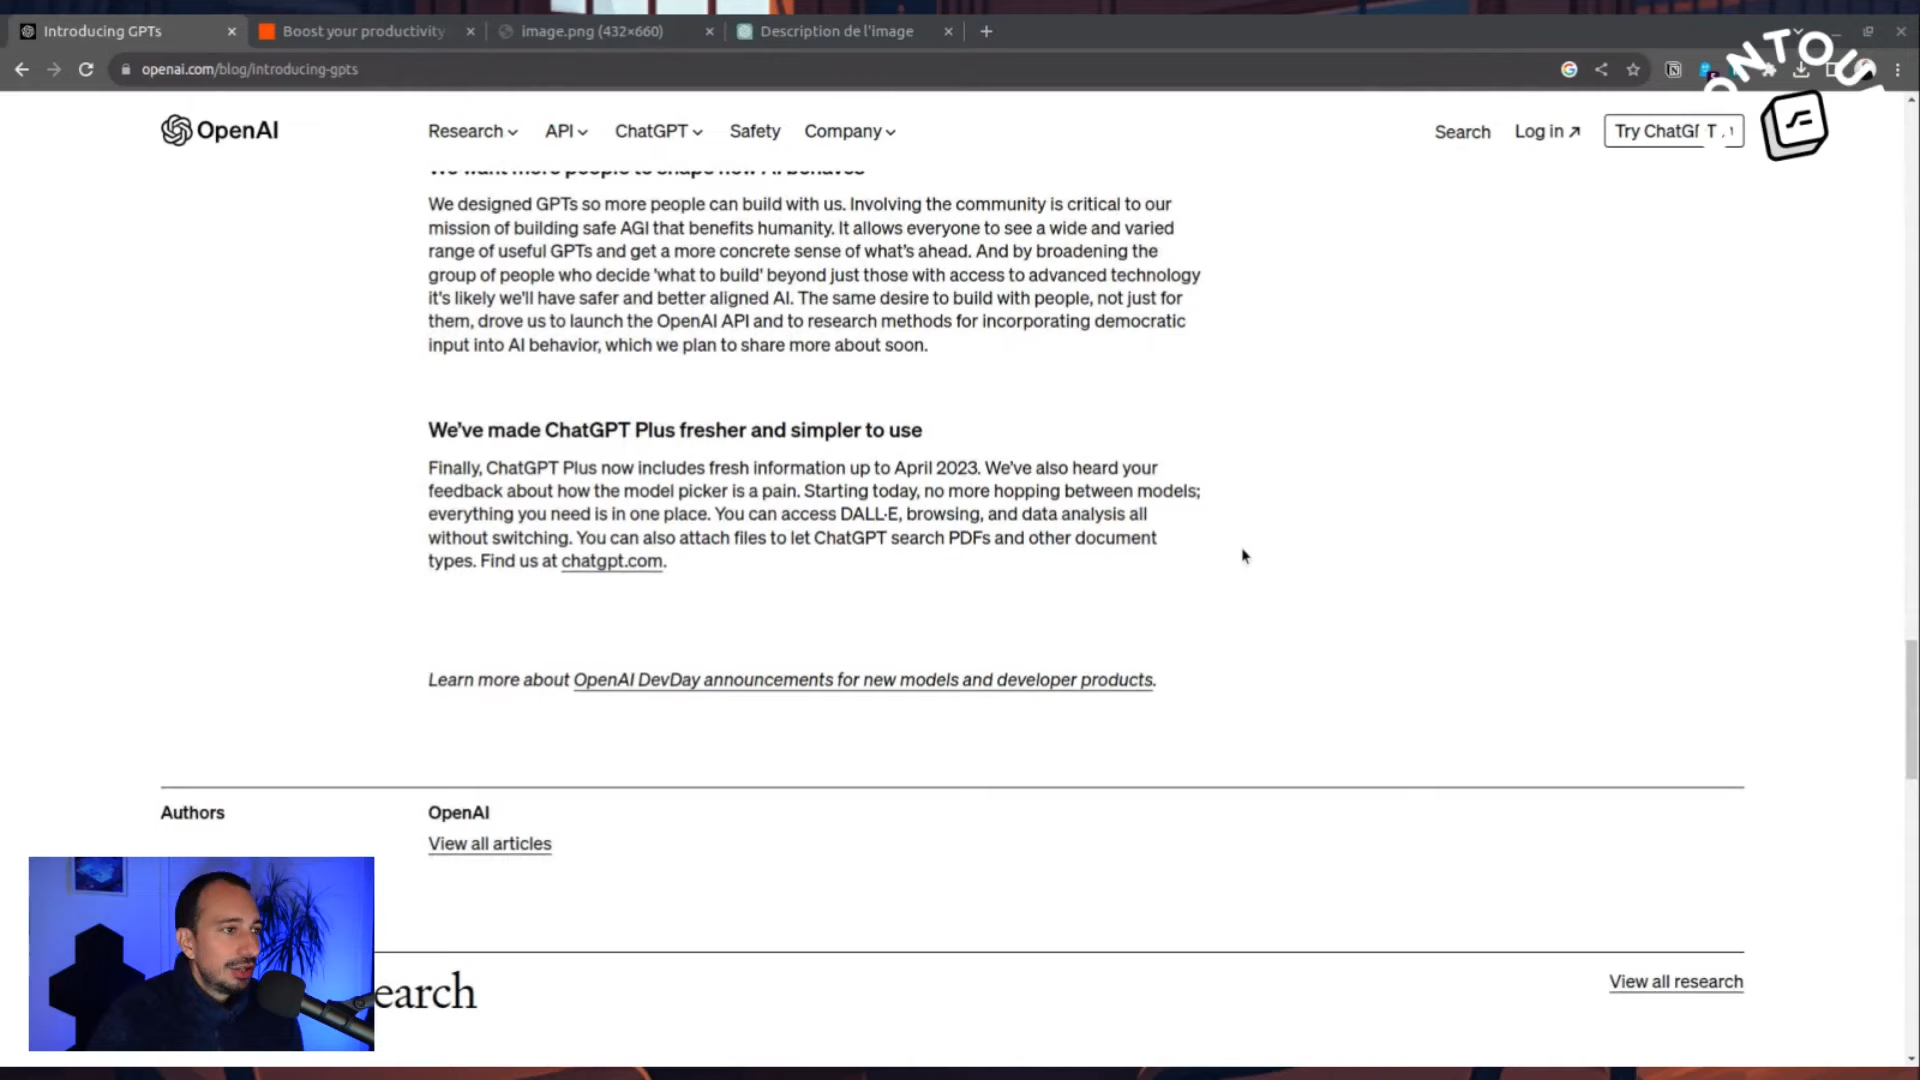 Introducing GPTs
Boost your productivity
image.png (432×660)
Description de l'image
openai.com/blog/introducing-gpts
ONTOUS
OpenAI
Research
API
ChatGPT
Safety
Company
Search
Log in
Try
We want more people to shape how AI behaves
We designed GPTs so more people can build with us. Involving the community is critical to our
mission of building safe AGI that benefits humanity. It allows everyone to see a wide and varied
range of useful GPTs and get a more concrete sense of what's ahead. And by broadening the
group of people who decide 'what to build' beyond just those with access to advanced technology
it's likely we'll have safer and better aligned AI. The same desire to build with people, not just for
them, drove us to launch the OpenAI API and to research methods for incorporating democratic
input into AI behavior, which we plan to share more about soon.
We've made ChatGPT Plus fresher and simpler to use
Finally, ChatGPT Plus now includes fresh information up to April 2023. We've also heard your
feedback about how the model picker is a pain. Starting today, no more hopping between models;
everything you need is in one place. You can access DALL·E, browsing, and data analysis all
without switching. You can also attach files to let ChatGPT search PDFs and other document
types. Find us at chatgpt.com.
Learn more about OpenAI DevDay announcements for new models and developer products.
Authors
OpenAI
View all articles
earch
View all research